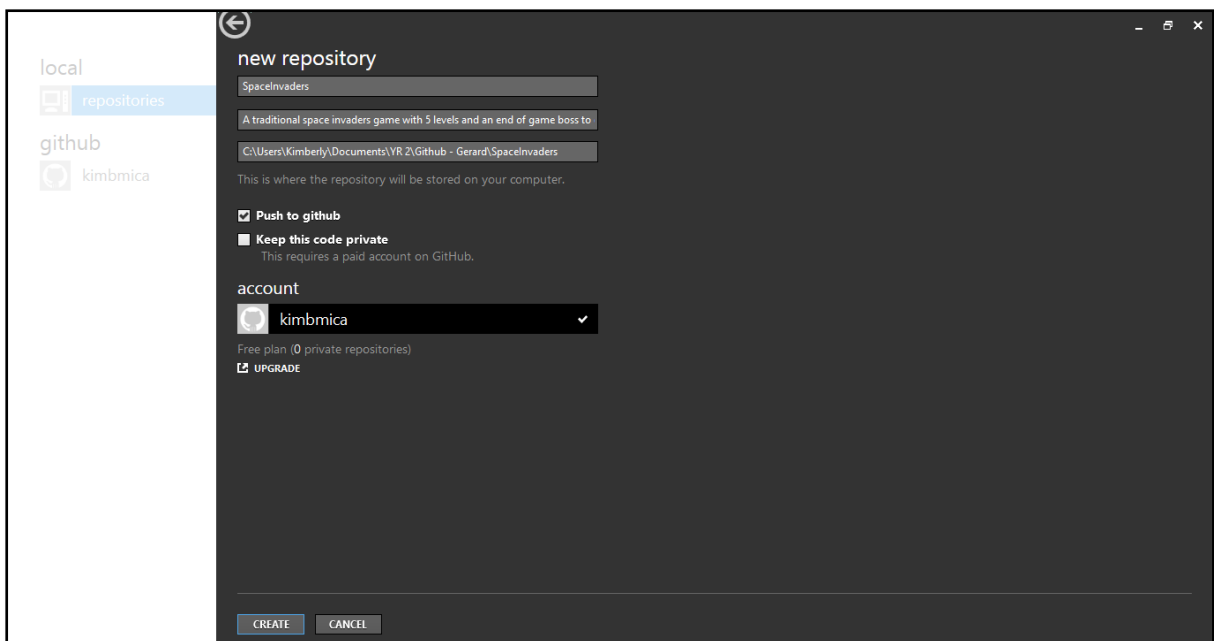 local
repositories
github
kimbmica
new repository
SpaceInvaders
A traditional space invaders game with 5 levels and an end of game boss to
C:\Users\Kimberly\Documents\YR 2\Github - Gerard\SpaceInvaders
This is where the repository will be stored on your computer.
Push to github
Keep this code private
This requires a paid account on GitHub.
account
kimbmica
Free plan (0 private repositories)
UPGRADE
CREATE CANCEL